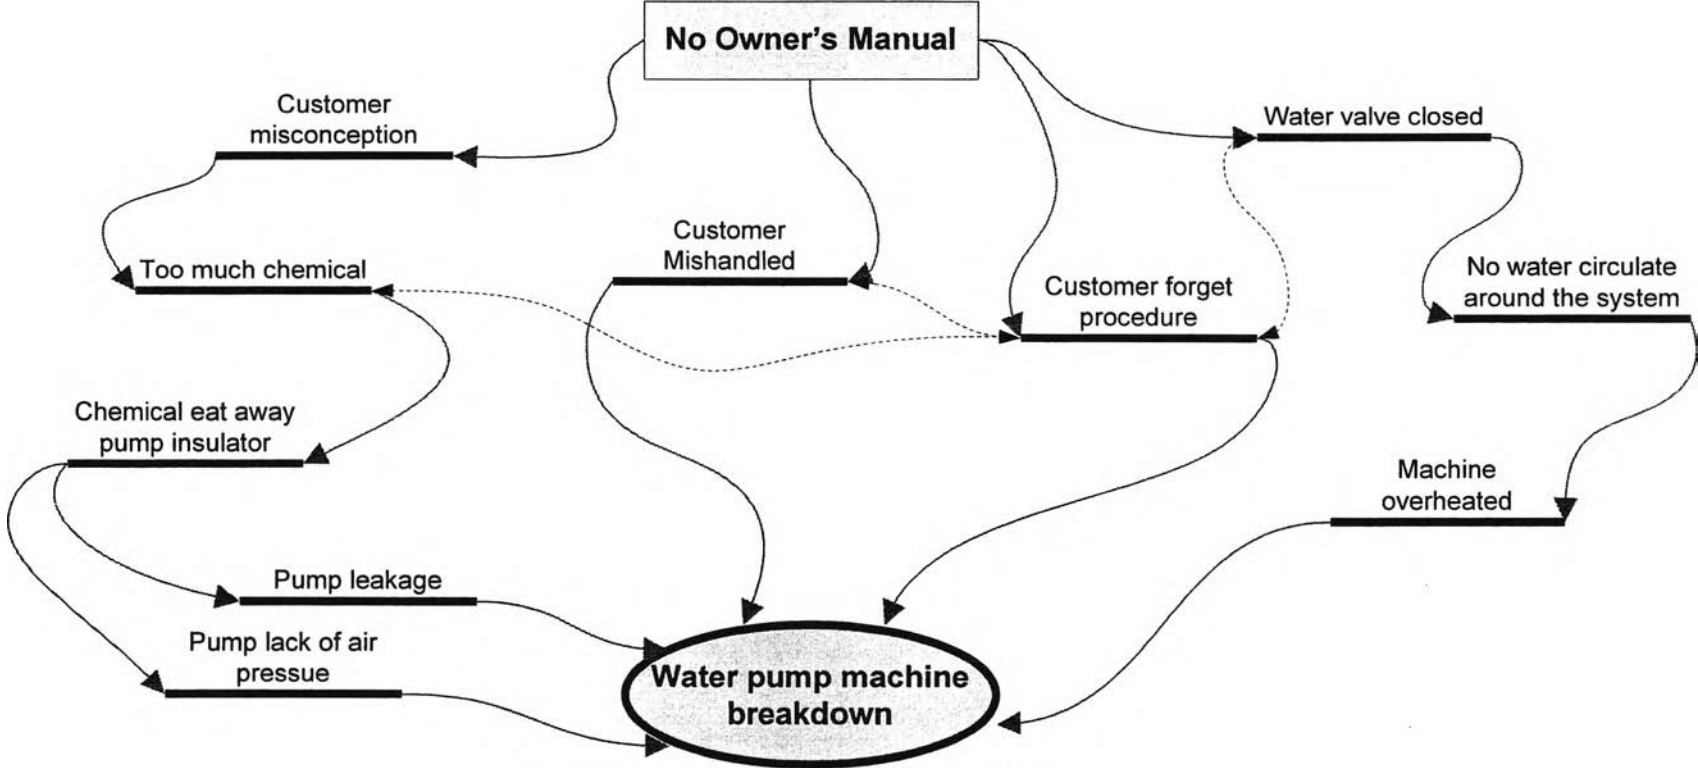 No Owner's Manual
Customer
misconception
Water valve closed
Customer
Mishandled
Too much chemical
Customer forget
procedure
No water circulate
around the system
Chemical eat away
pump insulator
Machine
overheated
Pump leakage
Pump lack of air
pressue
Water pump machine
breakdown